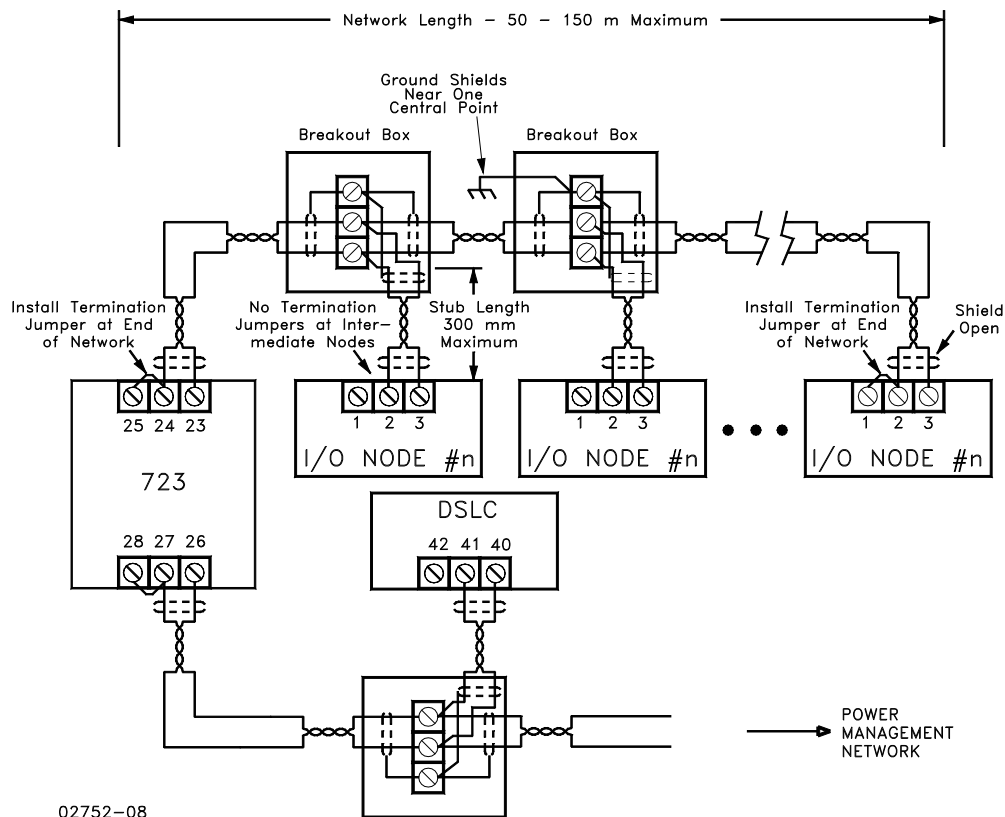 Network Length – 50 – 150 m Maximum
Ground Shields
Near One
Central Point
Breakout Box
Breakout Box
Install Termination
Jumper at End
of Network
No Termination
Jumpers at Inter-
mediate Nodes
Stub Length
300 mm
Maximum
Install Termination
Jumper at End
of Network
Shield
Open
25 24 23
1 2 3
1 2 3
1 2 3
I/O NODE #n
I/O NODE #n
I/O NODE #n
723
28 27 26
DSLC
42 41 40
POWER
MANAGEMENT
NETWORK
02752–08